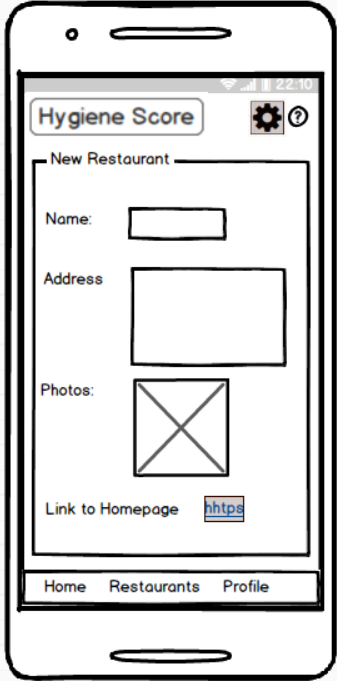 22:10
Hygiene Score
?
New Restaurant
Name:
Address
Photos:
Link to Homepage hhtps
Home Restaurants Profile